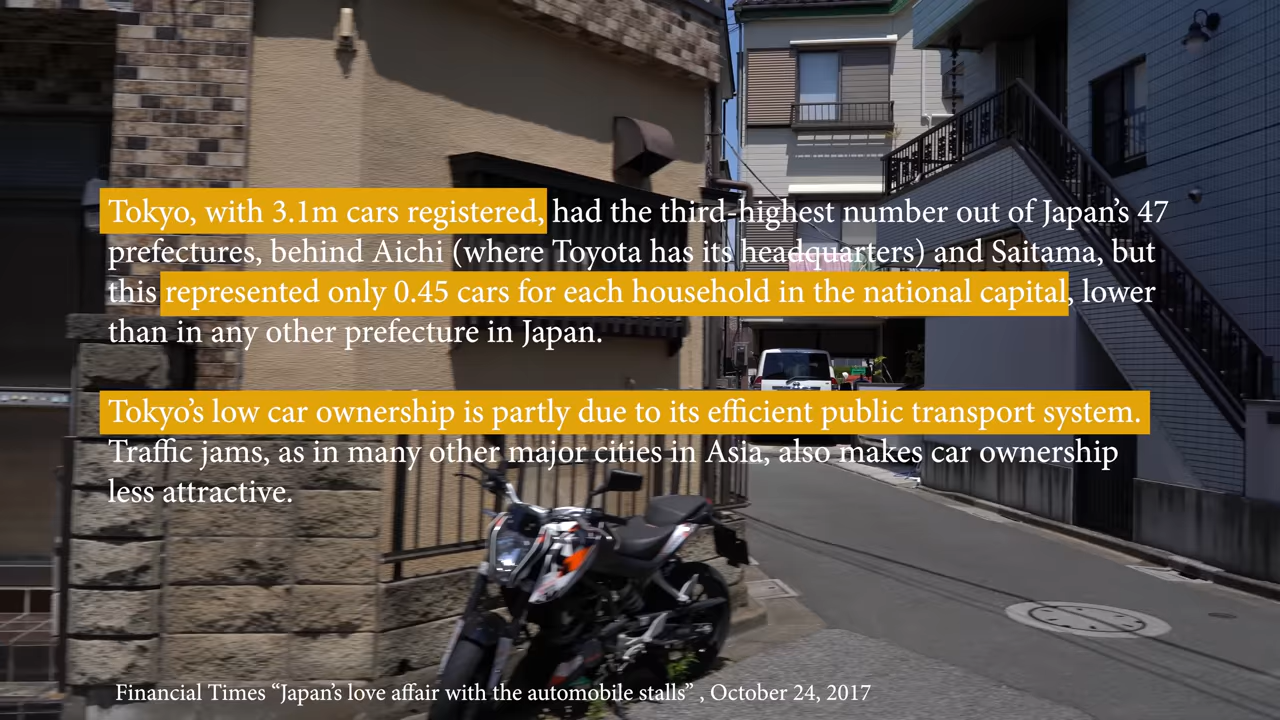 Tokyo, with 3.1m cars registered, had the third-highest number out of Japan’s 47
prefectures, behind Aichi (where Toyota has its headquarters) and Saitama, but
this represented only 0.45 cars for each household in the national capital, lower
than in any other prefecture in Japan.
Tokyo’s low car ownership is partly due to its efficient public transport system.
Traffic jams, as in many other major cities in Asia, also makes car ownership
less attractive.
Financial Times “Japan’s love affair with the automobile stalls” , October 24, 2017